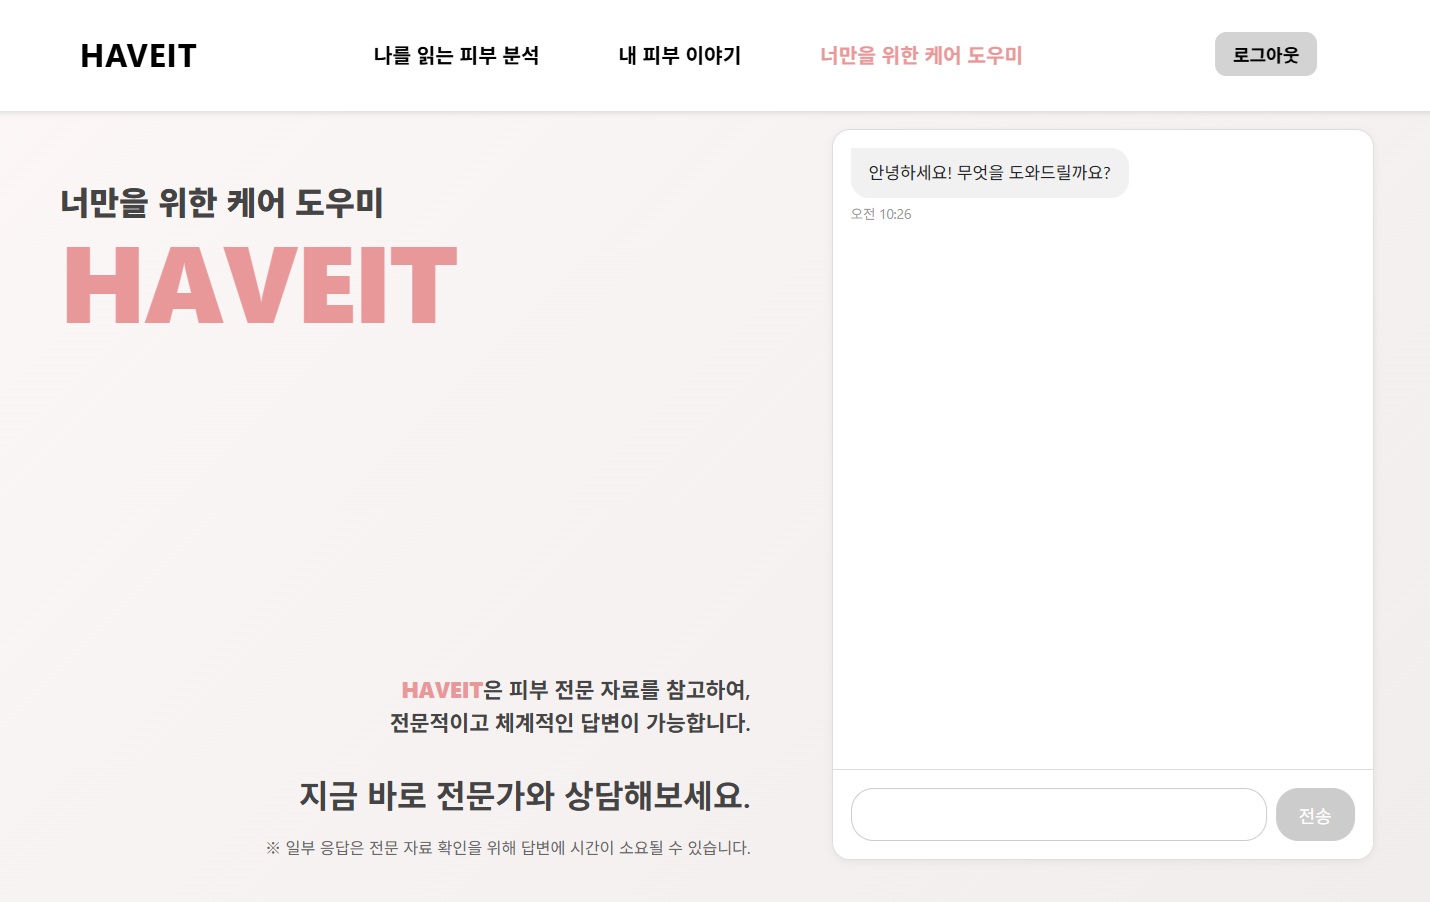 HAVEIT
나를 읽는 피부 분석
내 피부 이야기
너만을 위한 케어 도우미
로그아웃
너만을 위한 케어 도우미
HAVEIT
HAVEIT은 피부 전문 자료를 참고하여,
전문적이고 체계적인 답변이 가능합니다.
지금 바로 전문가와 상담해보세요.
※ 일부 응답은 전문 자료 확인을 위해 답변에 시간이 소요될 수 있습니다.
안녕하세요! 무엇을 도와드릴까요?
오전 10:26
전송